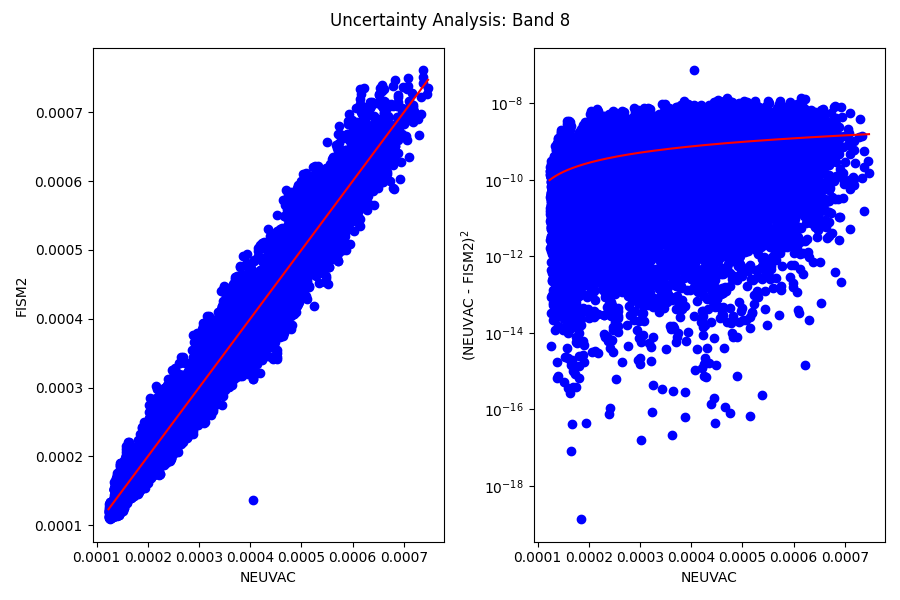 Uncertainty Analysis: Band 8
FISM2
0.0007
0.0006
0.0005
0.0004
0.0003
0.0002
0.0001
0.0001 0.0002 0.0003 0.0004 0.0005 0.0006 0.0007
NEUVAC
(NEUVAC - FISM2)²
10⁻⁸
10⁻¹⁰
10⁻¹²
10⁻¹⁴
10⁻¹⁶
10⁻¹⁸
0.0001 0.0002 0.0003 0.0004 0.0005 0.0006 0.0007
NEUVAC